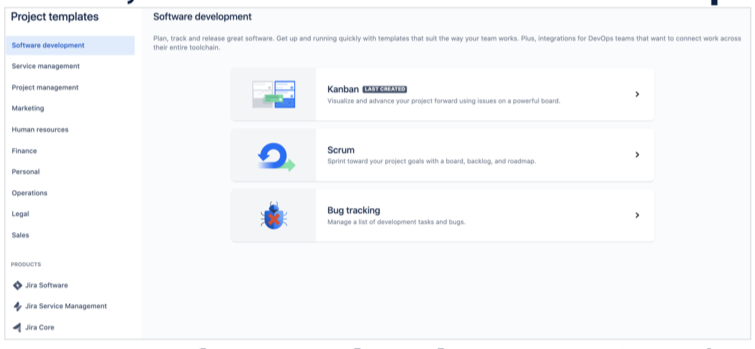 Project templates
Software development
Service management
Project management
Marketing
Human resources
Finance
Personal
Operations
Legal
Sales
PRODUCTS
Jira Software
Jira Service Management
Jira Core
Software development
Plan, track and release great software. Get up and running quickly with templates that suit the way your team works. Plus, integrations for DevOps teams that want to connect work across
their entire toolchain.
Kanban LAST CREATED
Visualize and advance your project forward using issues on a powerful board.
Scrum
Sprint toward your project goals with a board, backlog, and roadmap.
Bug tracking
Manage a list of development tasks and bugs.